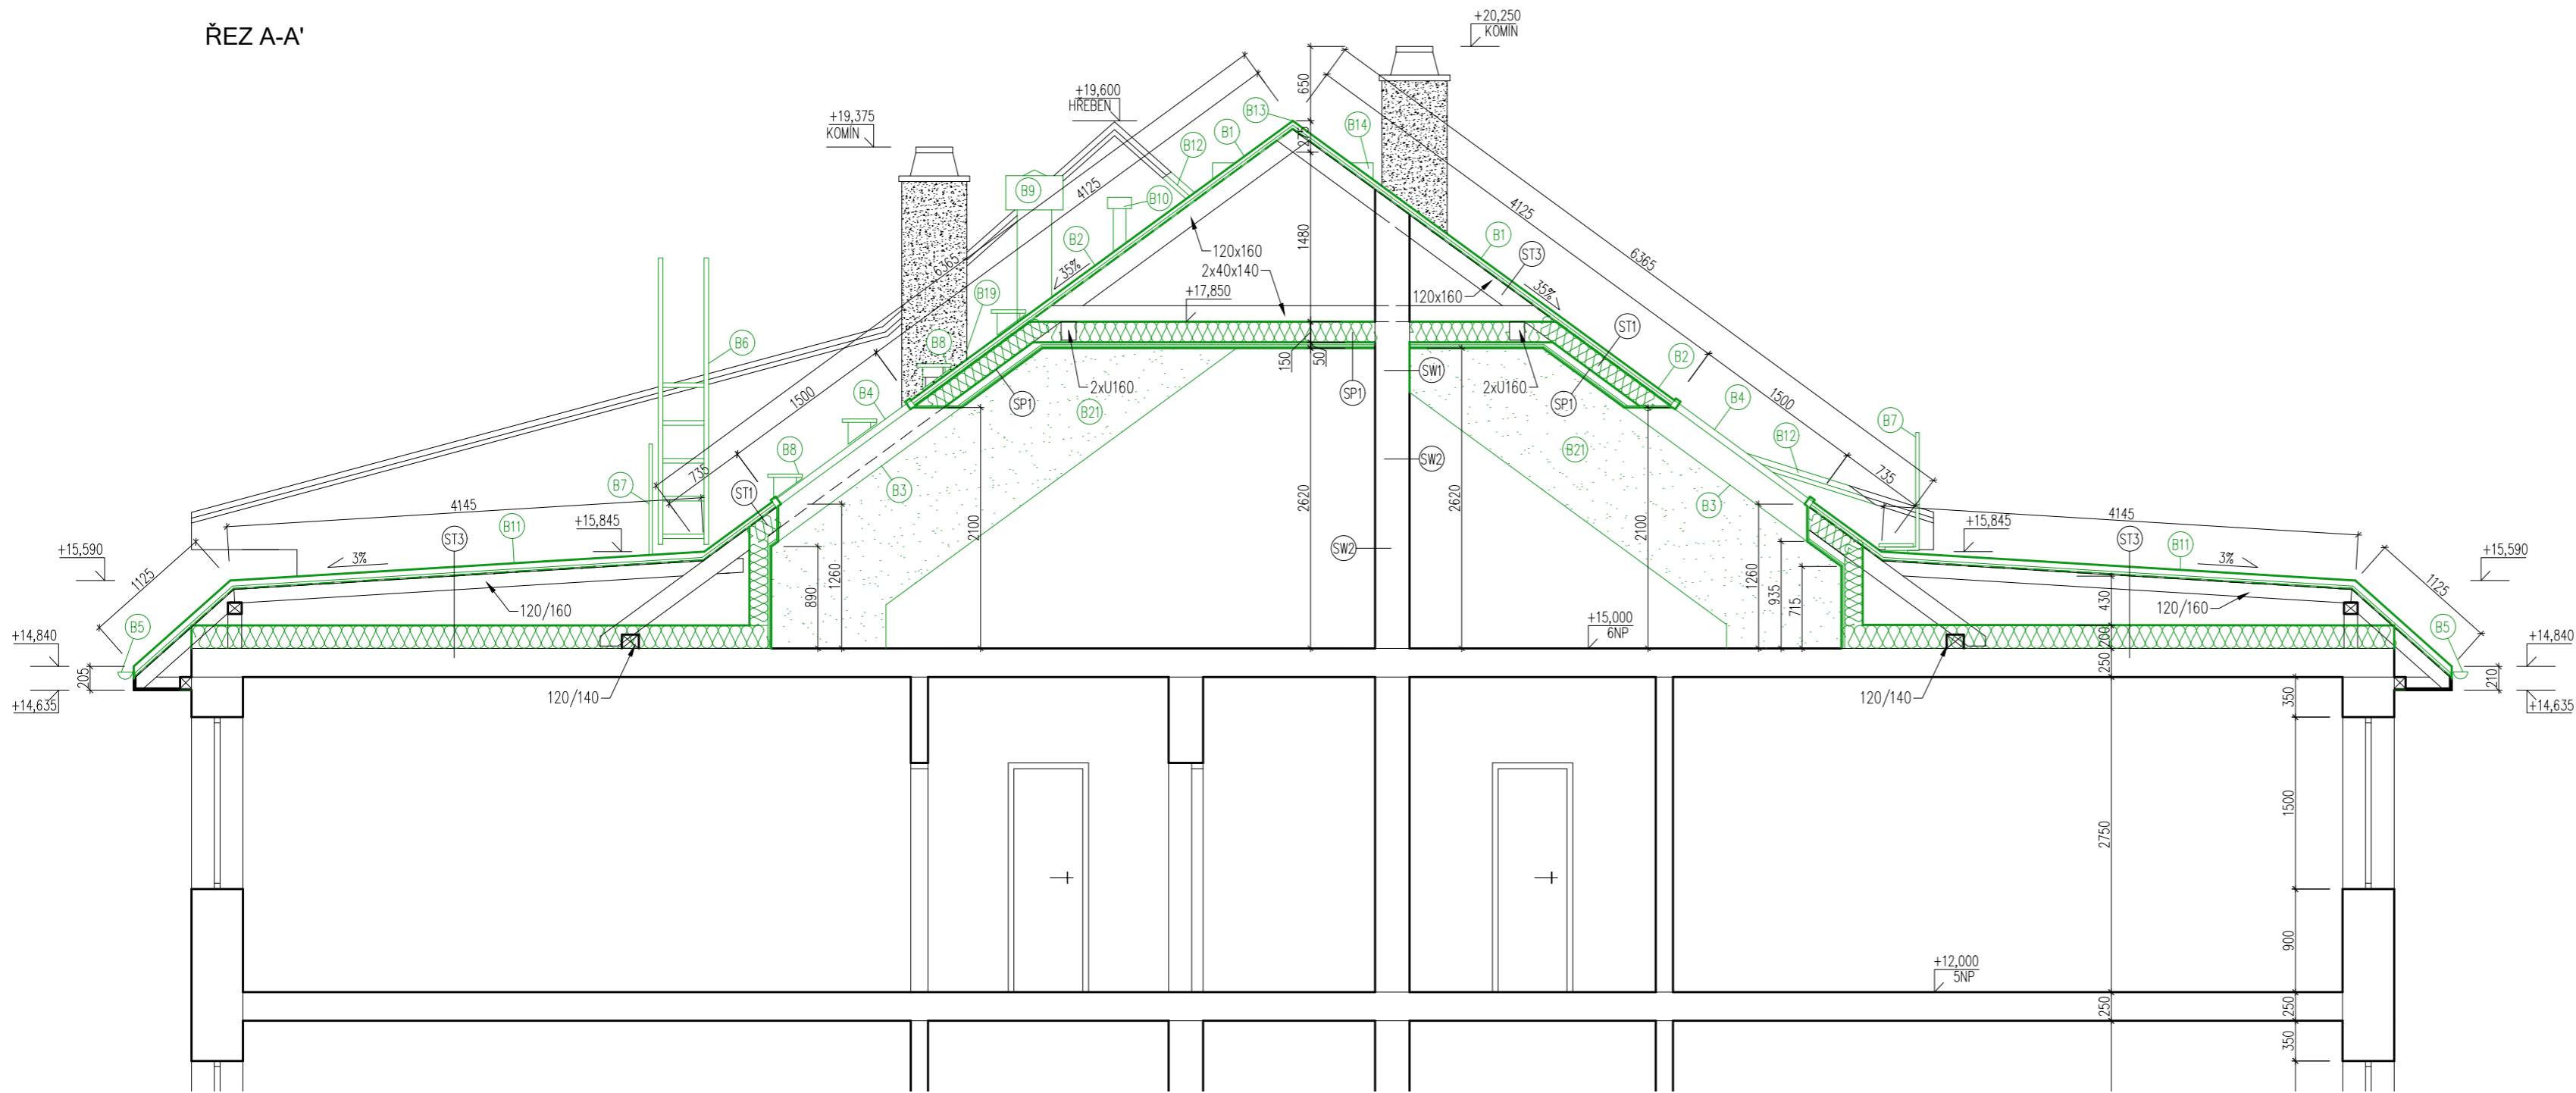 ŘEZ A-A'
+20,250
KOMÍN
+19,600
HŘEBEN
+19,375
KOMÍN
650
275
1480
B13
B14
B1
B12
B9
B10
4125
6365
B2
35%
120x160
2x40x140
+17,850
B19
B8
B6
B4
1500
2xU160
SP1
B21
150
50
SP1
SW1
SW2
SW2
4125
6365
B1
ST3
35%
120x160
ST1
B2
2xU160
SP1
B4
1500
B12
B7
B21
B3
735
B8
B3
735
B7
ST1
4145
ST3
B11
+15,845
3%
+15,590
1125
B5
+14,840
205
+14,635
120/160
120/140
890
1260
2100
2620
2620
2100
1260
935
715
+15,000
6NP
+15,845
4145
ST3
B11
3%
+15,590
1125
B5
120/160
120/140
430
200
250
+14,840
210
+14,635
350
1500
2750
900
+12,000
5NP
250
250
350